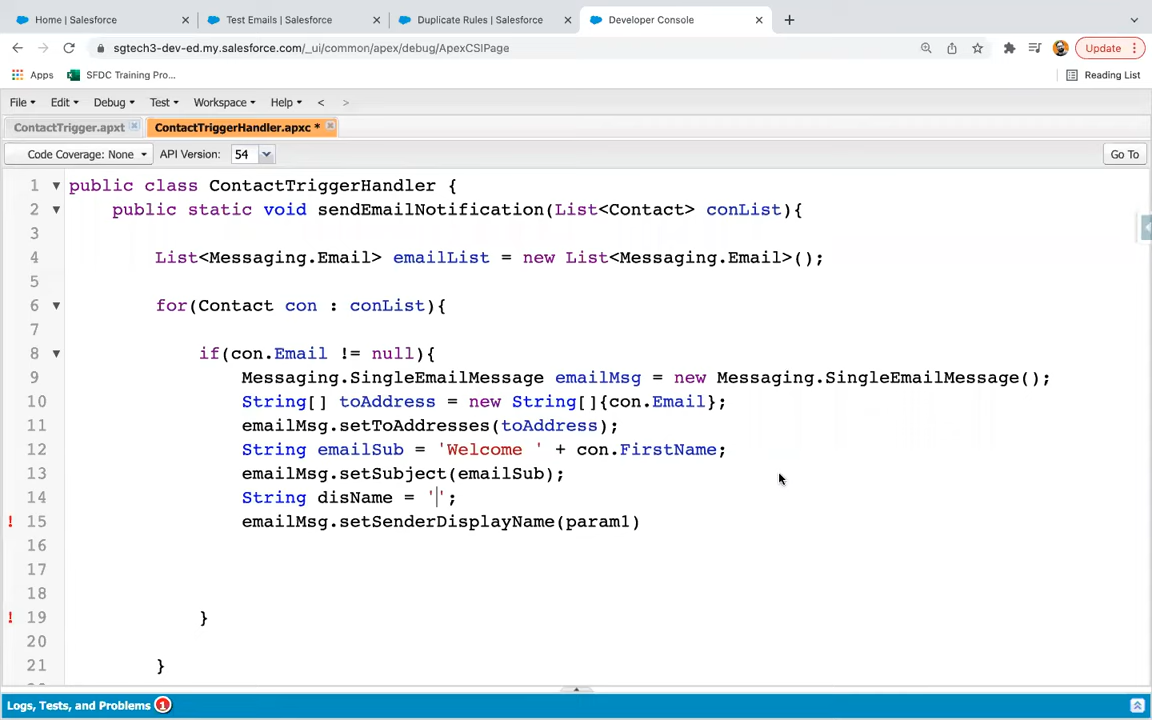 Home | Salesforce
Test Emails | Salesforce
Duplicate Rules | Salesforce
Developer Console
sgtech3-dev-ed.my.salesforce.com/_ui/common/apex/debug/ApexCSIPage
Update
Apps
SFDC Training Pro...
Reading List
File Edit Debug Test Workspace Help < >
ContactTrigger.apxt
ContactTriggerHandler.apxc *
Code Coverage: None API Version: 54 Go To
1 public class ContactTriggerHandler {
2 public static void sendEmailNotification(List<Contact> conList){
3
4 List<Messaging.Email> emailList = new List<Messaging.Email>();
5
6 for(Contact con : conList){
7
8 if(con.Email != null){
9 Messaging.SingleEmailMessage emailMsg = new Messaging.SingleEmailMessage();
10 String[] toAddress = new String[]{con.Email};
11 emailMsg.setToAddresses(toAddress);
12 String emailSub = 'Welcome ' + con.FirstName;
13 emailMsg.setSubject(emailSub);
14 String disName = '';
! 15 emailMsg.setSenderDisplayName(param1)
16
17
18
! 19 }
20
21 }
Logs, Tests, and Problems 1